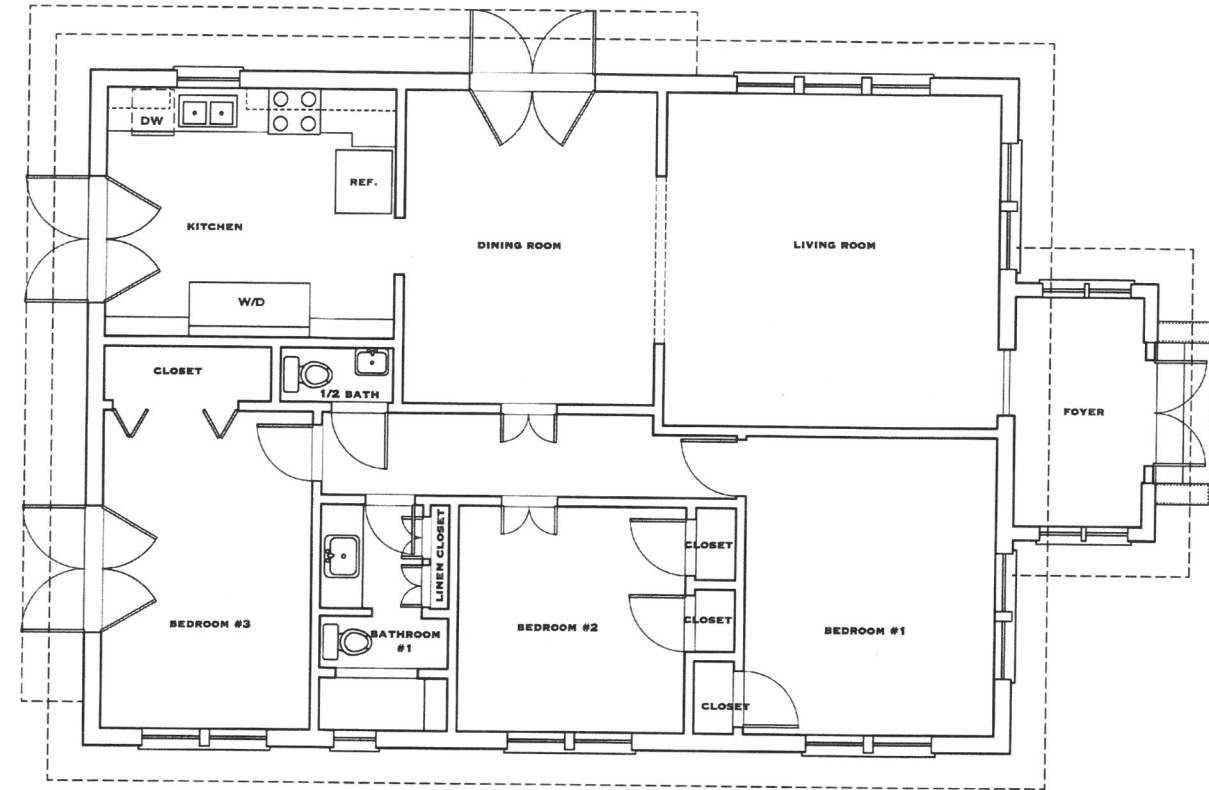 DW
REF.
KITCHEN
DINING ROOM
LIVING ROOM
W/D
CLOSET
1/2 BATH
FOYER
LINEN CLOSET
CLOSET
CLOSET
BEDROOM #3
BATHROOM
#1
BEDROOM #2
BEDROOM #1
CLOSET